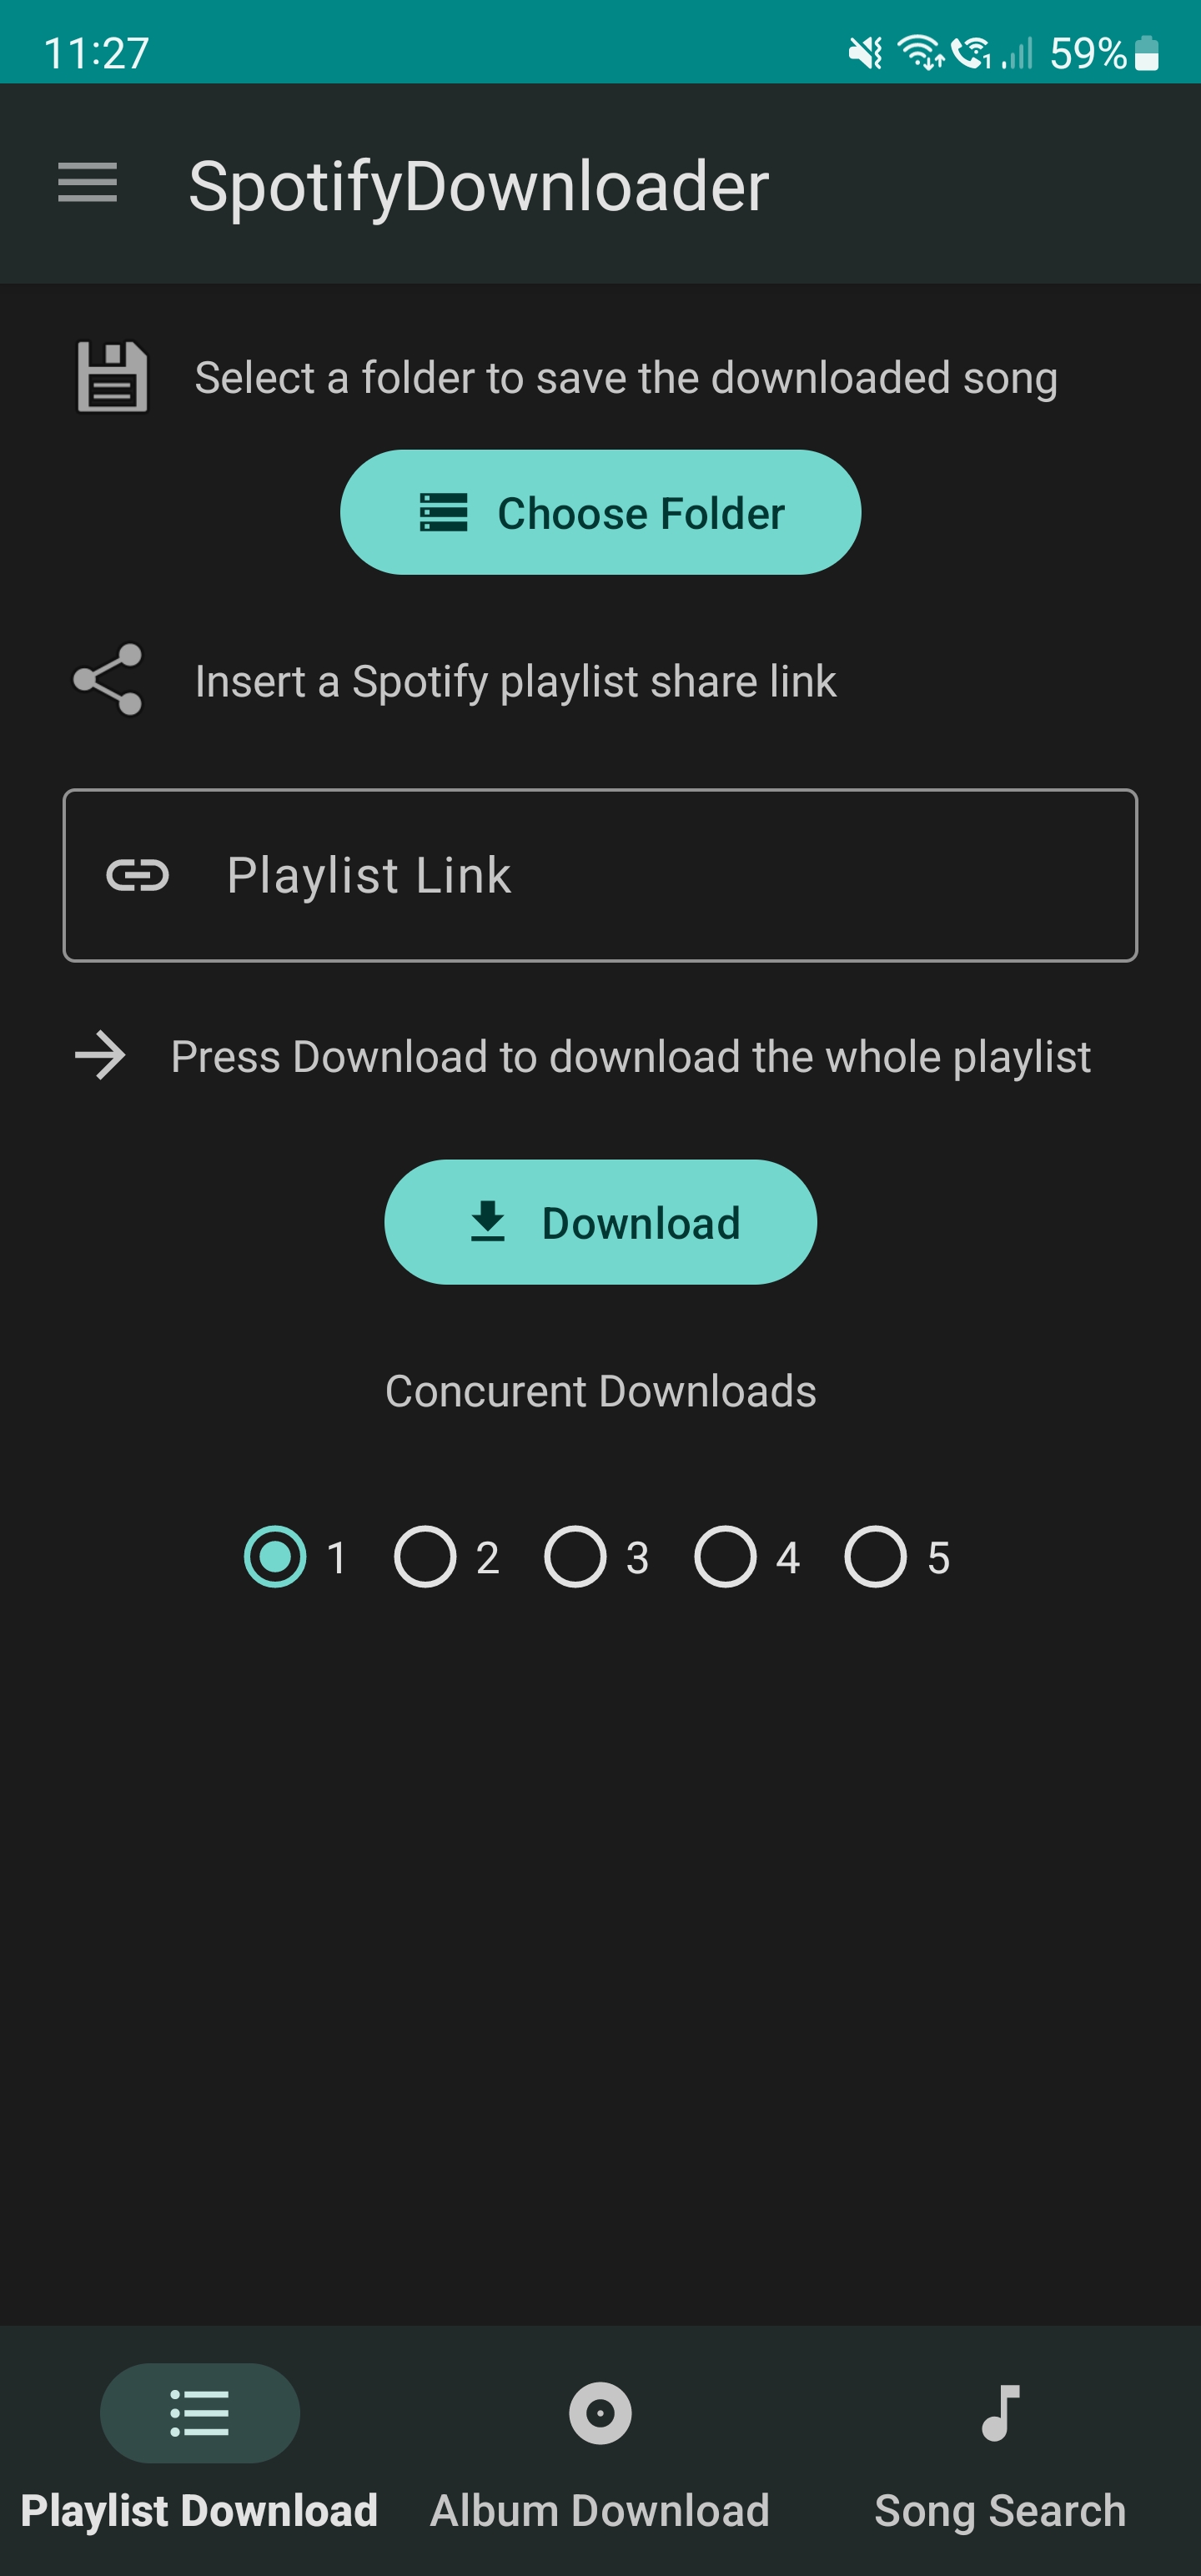 11:27
1 59%
SpotifyDownloader
Select a folder to save the downloaded song
Choose Folder
Insert a Spotify playlist share link
Playlist Link
Press Download to download the whole playlist
Download
Concurent Downloads
1 2 3 4 5
Playlist Download Album Download Song Search